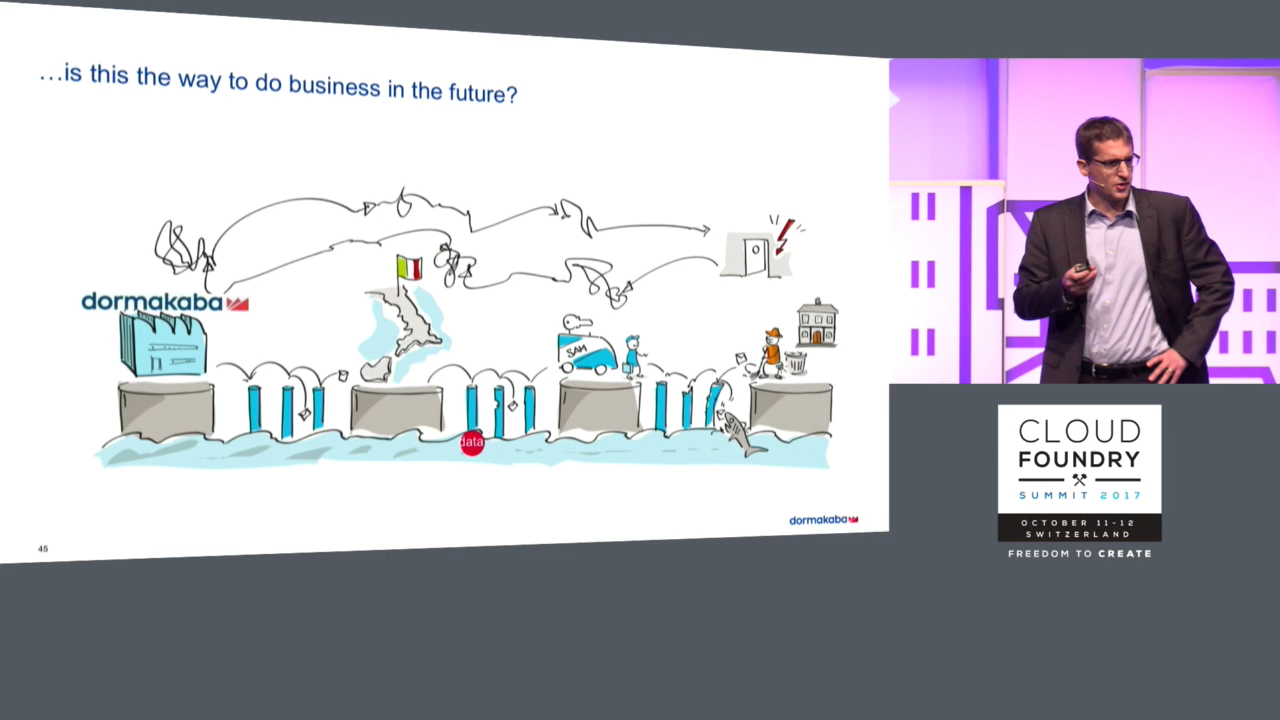 …is this the way to do business in the future?
dormakaba
SAM
data
dormakaba
45
CLOUD
FOUNDRY
SUMMIT 2017
OCTOBER 11-12
SWITZERLAND
FREEDOM TO CREATE